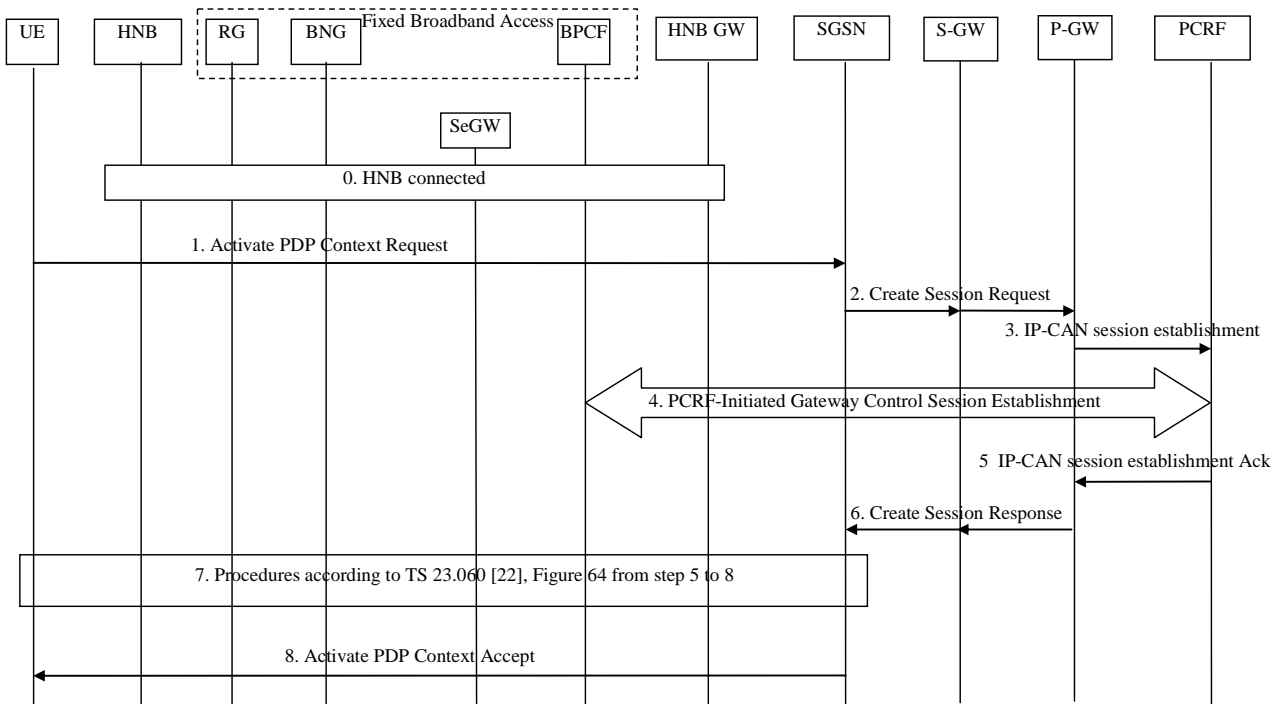 Fixed Broadband Access
UE
HNB
RG
BNG
BPCF
HNB GW
SGSN
S-GW
P-GW
PCRF
SeGW
0. HNB connected
1. Activate PDP Context Request
2. Create Session Request
3. IP-CAN session establishment
4. PCRF-Initiated Gateway Control Session Establishment
5 IP-CAN session establishment Ack
6. Create Session Response
7. Procedures according to TS 23.060 [22], Figure 64 from step 5 to 8
8. Activate PDP Context Accept